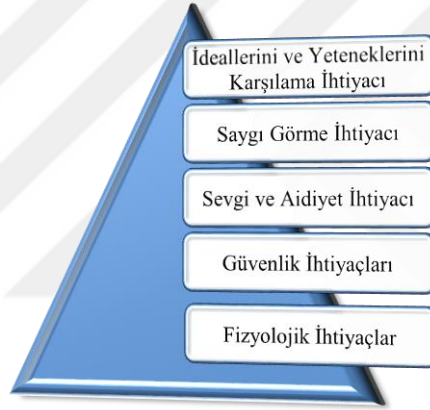 İdeallerini ve Yeteneklerini
Karşılama İhtiyacı
Saygı Görme İhtiyacı
Sevgi ve Aidiyet İhtiyacı
Güvenlik İhtiyaçları
Fizyolojik İhtiyaçlar